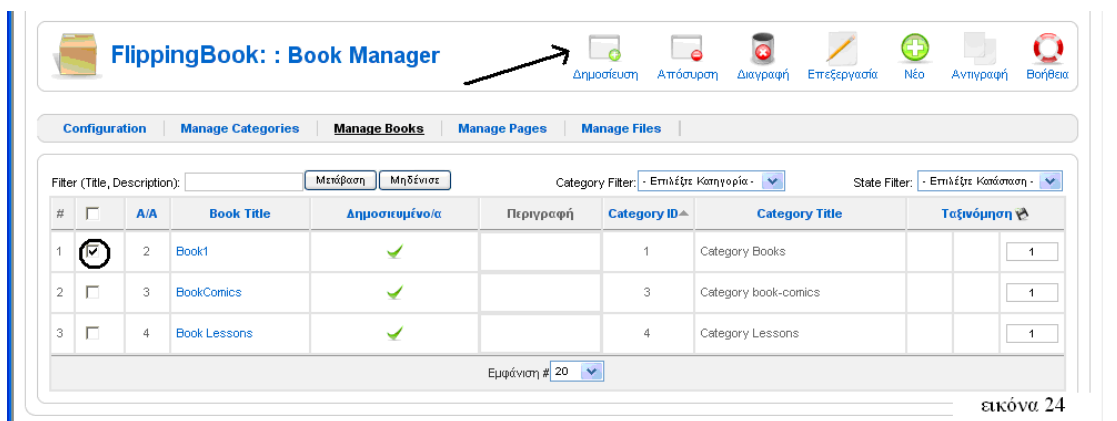 FlippingBook: : Book Manager
Δημοσίευση Απόσυρση Διαγραφή Επεξεργασία Νέο Αντιγραφή Βοήθεια
Configuration Manage Categories Manage Books Manage Pages Manage Files
Filter (Title, Description): Μετάβαση Μηδένισε Category Filter: - Επιλέξτε Κατηγορία - State Filter: - Επιλέξτε Κατάσταση -
# A/A Book Title Δημοσιευμένο/α Περιγραφή Category ID Category Title Ταξινόμηση
1 2 Book1 1 Category Books 1
2 3 BookComics 3 Category book-comics 1
3 4 Book Lessons 4 Category Lessons 1
Εμφάνιση # 20
εικόνα 24